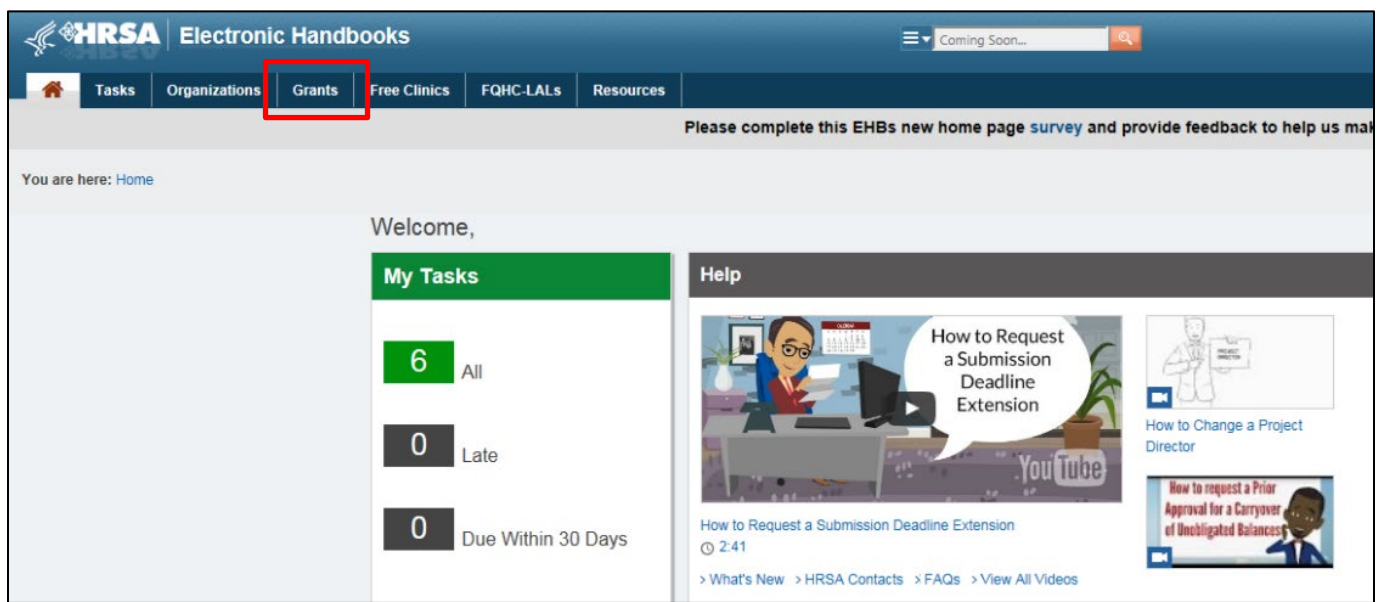 HRSA Electronic Handbooks
Coming Soon...
Tasks Organizations Grants Free Clinics FQHC-LALs Resources
Please complete this EHBs new home page survey and provide feedback to help us mak
You are here: Home
Welcome,
My Tasks
6 All
0 Late
0 Due Within 30 Days
Help
How to Request
a Submission
Deadline
Extension
YouTube
How to Request a Submission Deadline Extension
2:41
> What's New > HRSA Contacts > FAQs > View All Videos
PROJECT
DIRECTOR
How to Change a Project
Director
How to request a Prior
Approval for a Carryover
of Unobligated Balances